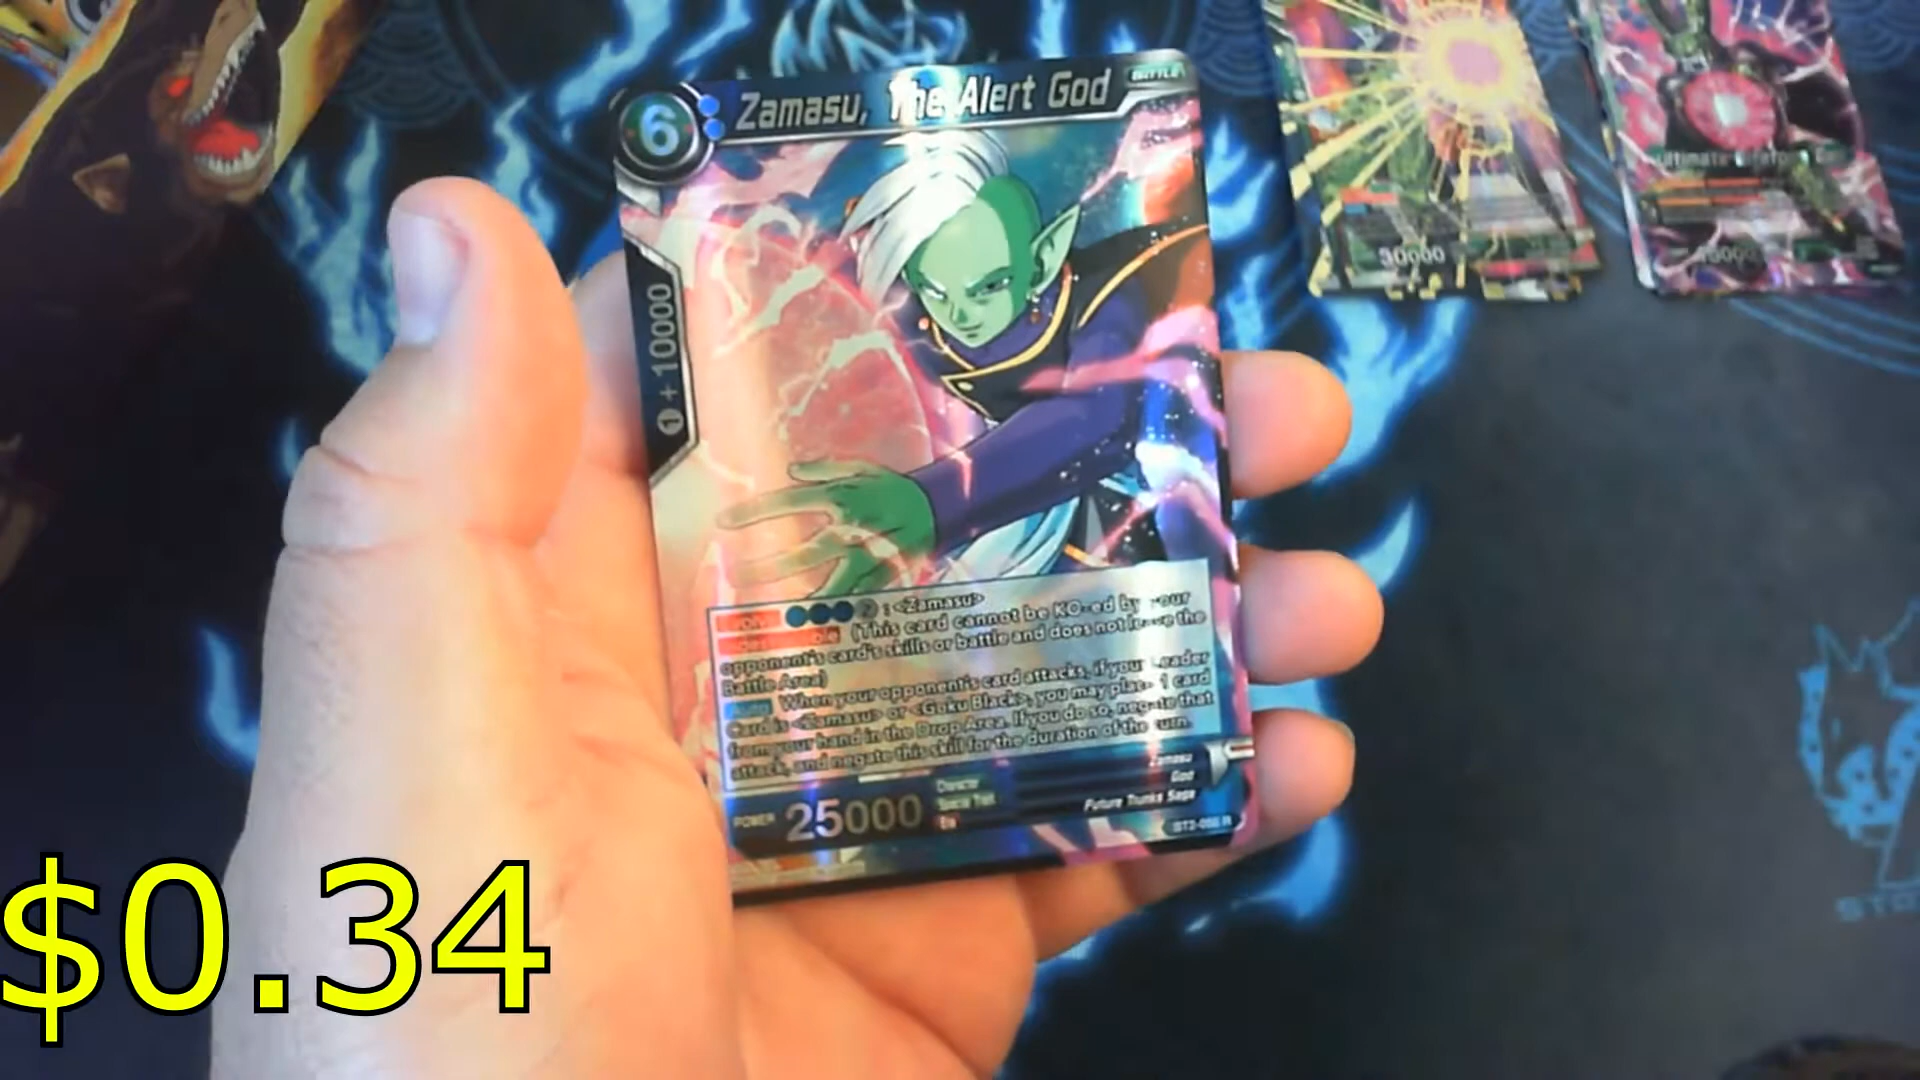 6
Zamasu, The Alert God
BATTLE
1 + 10000
: <Zamasu>
(This card cannot be KO-ed by your
opponent's card's skills or battle and does not leave the
Battle Area)
Auto When your opponent's card attacks, if your Leader
Card is <Zamasu> or <Goku Black>, you may place 1 card
from your hand in the Drop Area. If you do so, negate that
attack, and negate this skill for the duration of the turn.
POWER 25000
Character
Special Trait
Era
Zamasu
God
Future Trunks Saga
30000
Ultimate
$0.34